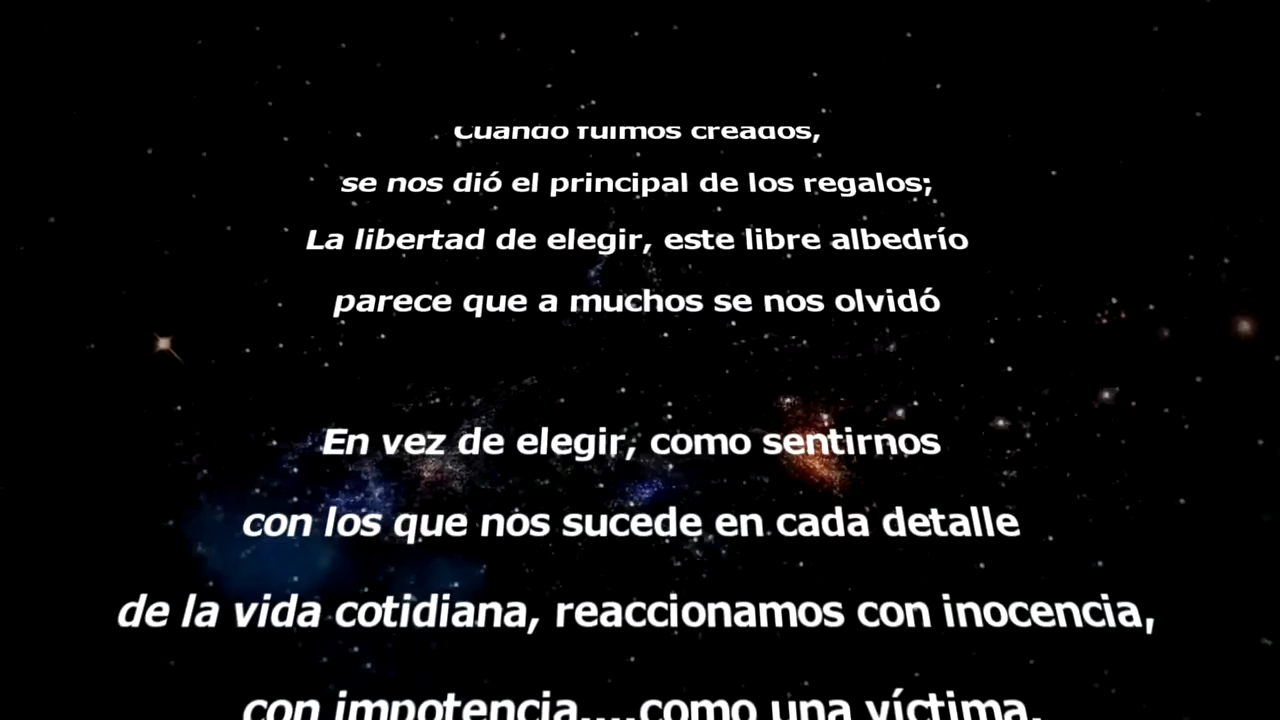 Cuando fuimos creados,
se nos dió el principal de los regalos;
La libertad de elegir, este libre albedrío
parece que a muchos se nos olvidó
En vez de elegir, como sentirnos
con los que nos sucede en cada detalle
de la vida cotidiana, reaccionamos con inocencia,
con impotencia....como una víctima.